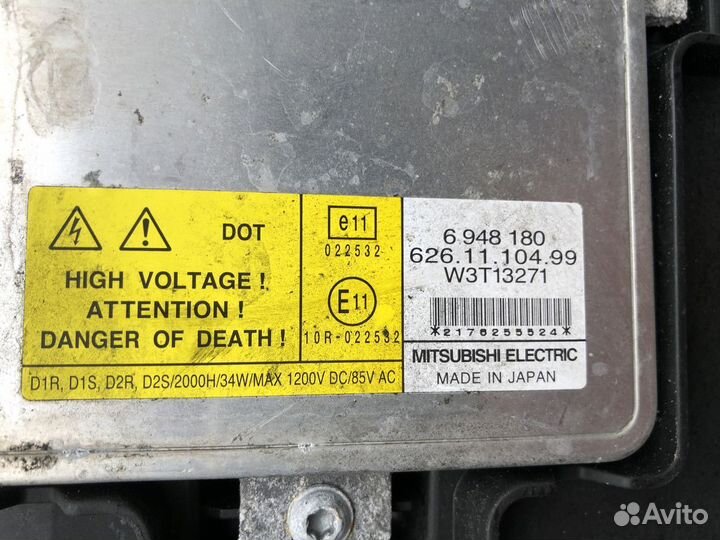 DOT
HIGH VOLTAGE !
ATTENTION !
DANGER OF DEATH !
e11
022532
E11
10R-022532
D1R, D1S, D2R, D2S/2000H/34W/MAX 1200V DC/85V AC
6 948 180
626.11.104.99
W3T13271
*2176255524*
MITSUBISHI ELECTRIC
MADE IN JAPAN
Avito